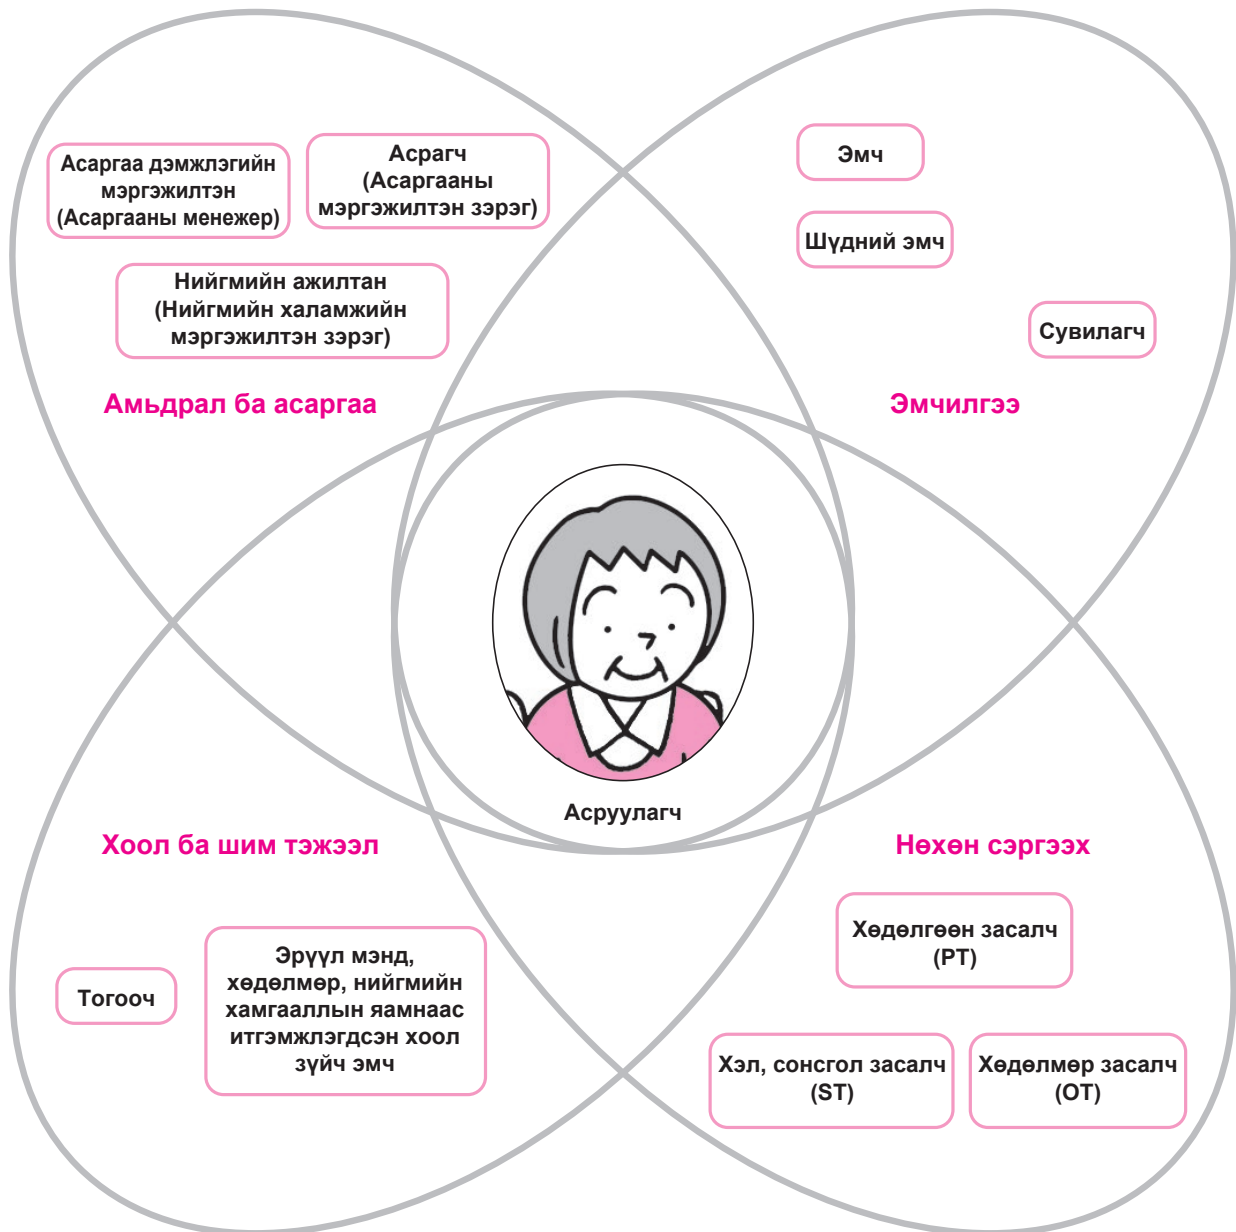 Асаргаа дэмжлэгийн
мэргэжилтэн
(Асаргааны менежер)
Асрагч
(Асаргааны
мэргэжилтэн зэрэг)
Нийгмийн ажилтан
(Нийгмийн халамжийн
мэргэжилтэн зэрэг)
Амьдрал ба асаргаа
Эмч
Шүдний эмч
Сувилагч
Эмчилгээ
Асруулагч
Хоол ба шим тэжээл
Тогооч
Эрүүл мэнд,
хөдөлмөр, нийгмийн
хамгааллын яамнаас
итгэмжлэгдсэн хоол
зүйч эмч
Нөхөн сэргээх
Хөдөлгөөн засалч
(PT)
Хэл, сонсгол засалч
(ST)
Хөдөлмөр засалч
(OT)